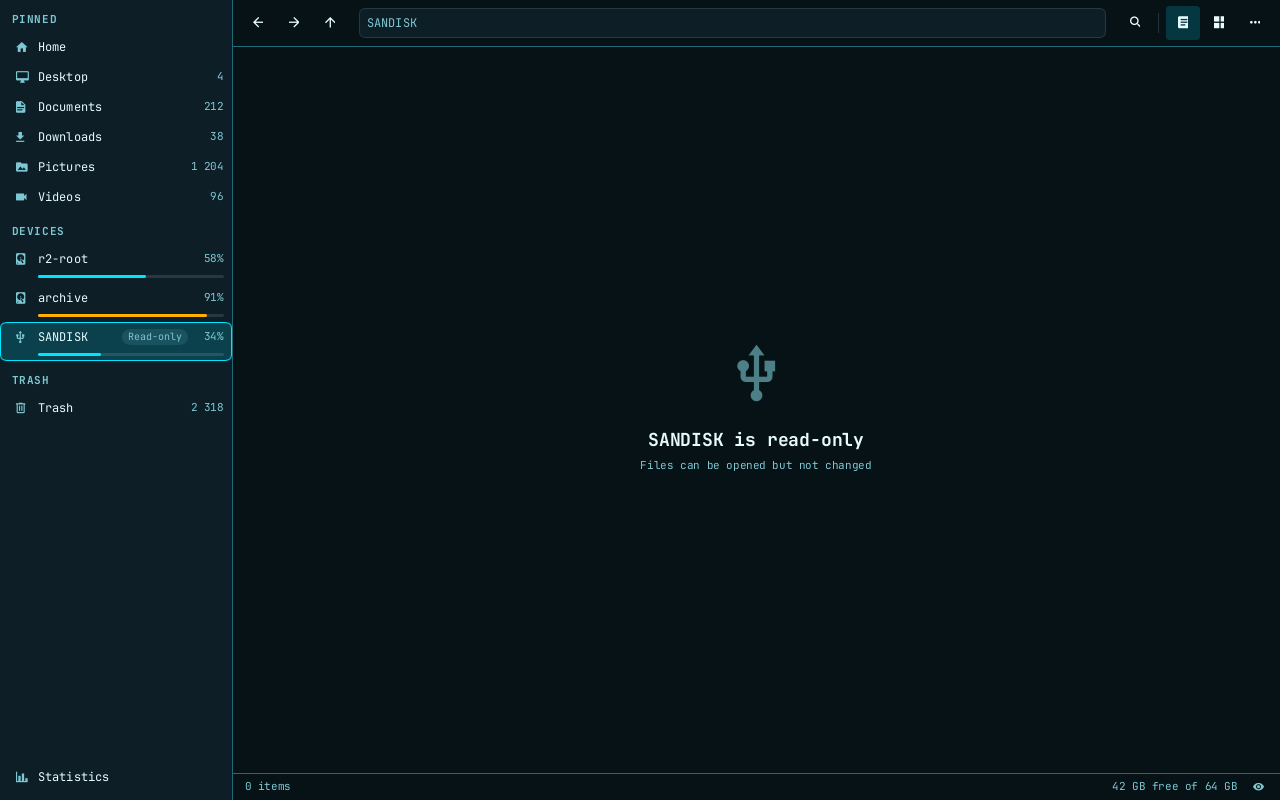 PINNED
Home
Desktop 4
Documents 212
Downloads 38
Pictures 1 204
Videos 96
DEVICES
r2-root 58%
archive 91%
SANDISK Read-only 34%
TRASH
Trash 2 318
Statistics
SANDISK
SANDISK is read-only
Files can be opened but not changed
0 items
42 GB free of 64 GB